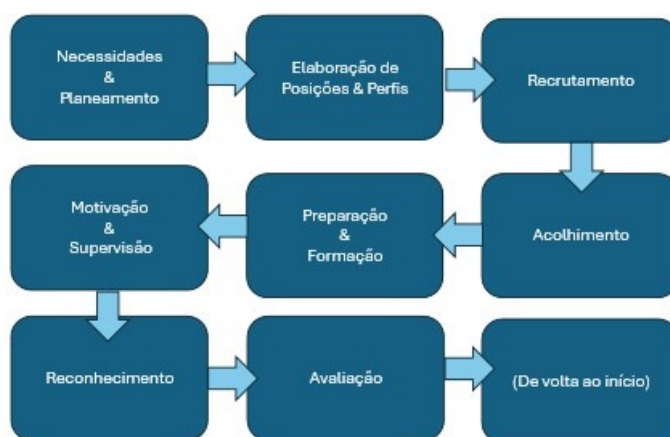 Necessidades
&
Planeamento
Elaboração de
Posições & Perfis
Recrutamento
Acolhimento
Preparação
&
Formação
Motivação
&
Supervisão
Reconhecimento
Avaliação
(De volta ao início)